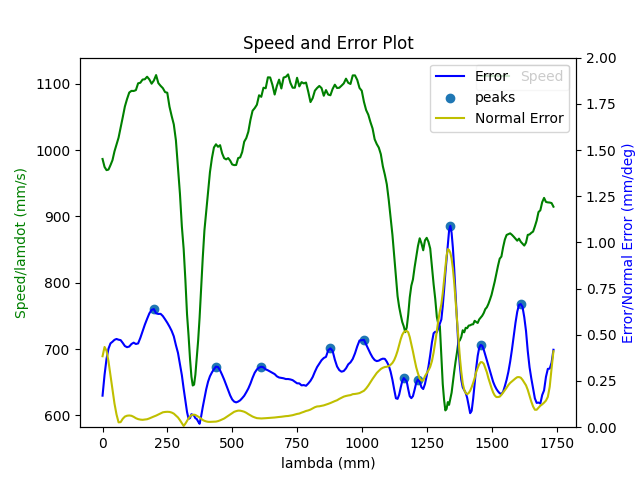 Speed and Error Plot
Error
Speed
peaks
Normal Error
Speed/lamdot (mm/s)
1100
1000
900
800
700
600
2.00
1.75
1.50
1.25
1.00
0.75
0.50
0.25
0.00
Error/Normal Error (mm/deg)
0
250
500
750
1000
1250
1500
1750
lambda (mm)